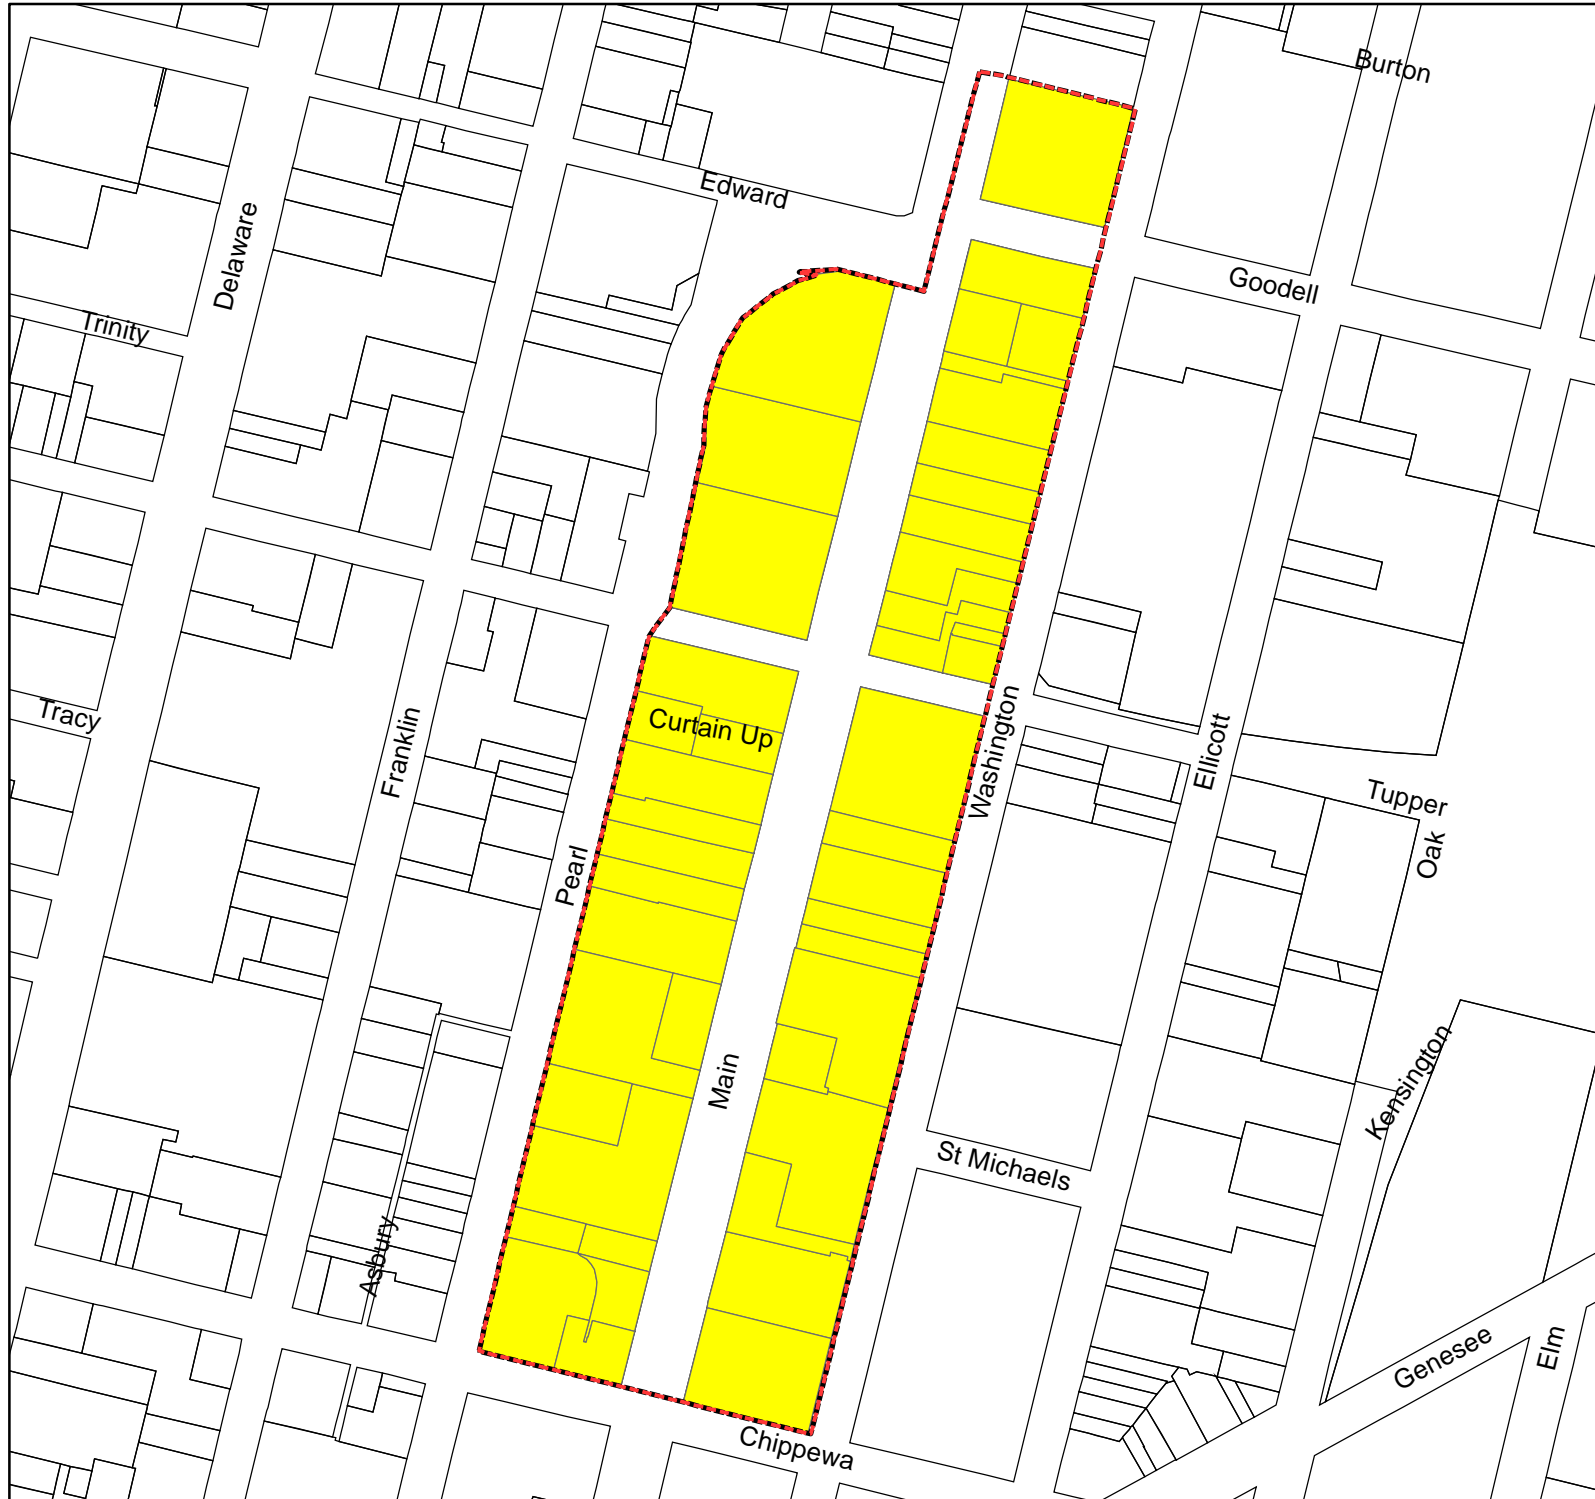 Burton
Edward
Delaware
Goodell
Trinity
Washington
Tracy
Curtain Up
Franklin
Ellicott
Tupper
Oak
Pearl
Main
Kensington
St Michaels
Asbury
Genesee
Elm
Chippewa